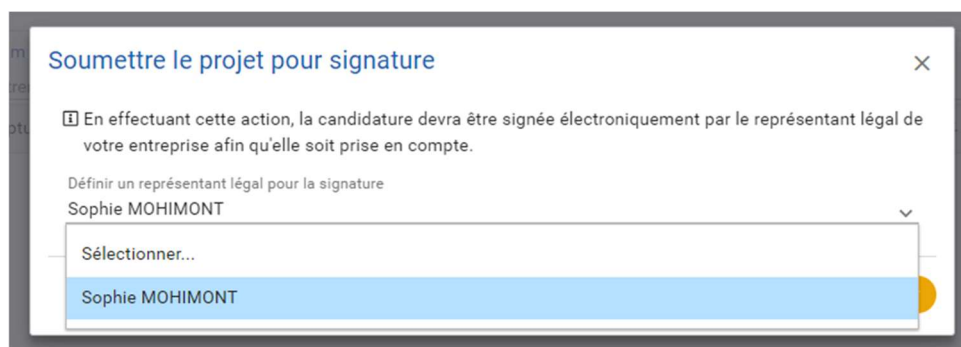 Soumettre le projet pour signature
En effectuant cette action, la candidature devra être signée électroniquement par le représentant légal de
votre entreprise afin qu'elle soit prise en compte.
Définir un représentant légal pour la signature
Sophie MOHIMONT
Sélectionner...
Sophie MOHIMONT